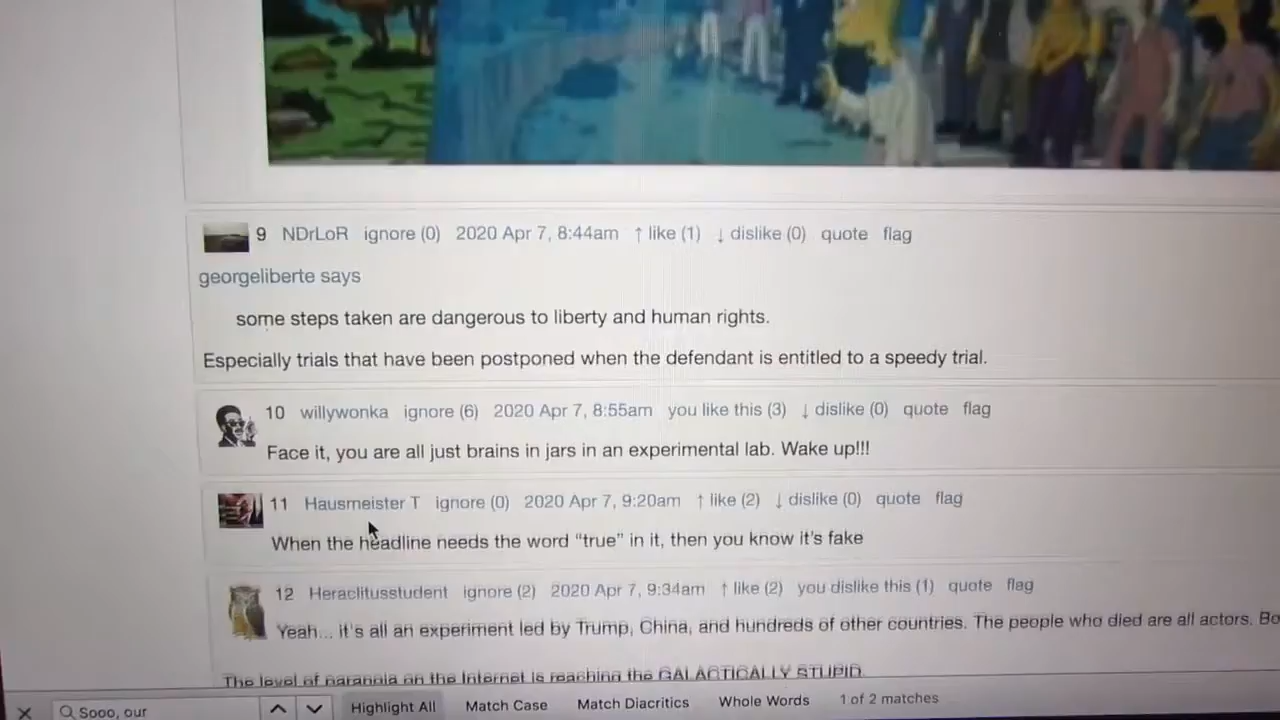 9 NDrLoR ignore (0) 2020 Apr 7, 8:44am ↑ like (1) ↓ dislike (0) quote flag
georgeliberte says
some steps taken are dangerous to liberty and human rights.
Especially trials that have been postponed when the defendant is entitled to a speedy trial.
10 willywonka ignore (6) 2020 Apr 7, 8:55am you like this (3) ↓ dislike (0) quote flag
Face it, you are all just brains in jars in an experimental lab. Wake up!!!
11 Hausmeister T ignore (0) 2020 Apr 7, 9:20am ↑ like (2) ↓ dislike (0) quote flag
When the headline needs the word “true” in it, then you know it's fake
12 Heraclitusstudent ignore (2) 2020 Apr 7, 9:34am ↑ like (2) you dislike this (1) quote flag
Yeah... it's all an experiment led by Trump, China, and hundreds of other countries. The people who died are all actors. Bo
The level of paranoia on the Internet is reaching the GALACTICALLY STUPID.
Sooo, our Highlight All Match Case Match Diacritics Whole Words 1 of 2 matches